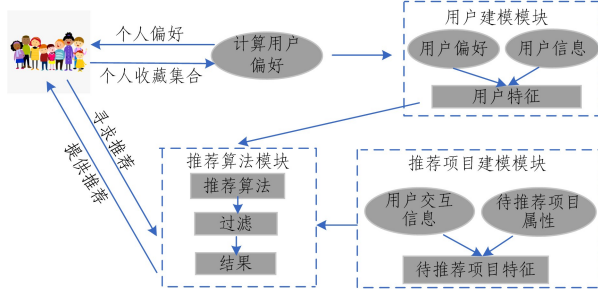 用户建模模块
个人偏好
计算用户
偏好
用户偏好
用户信息
个人收藏集合
用户特征
寻求推荐
提供推荐
推荐算法模块
推荐算法
过滤
结果
推荐项目建模模块
用户交互
信息
待推荐项目
属性
待推荐项目特征